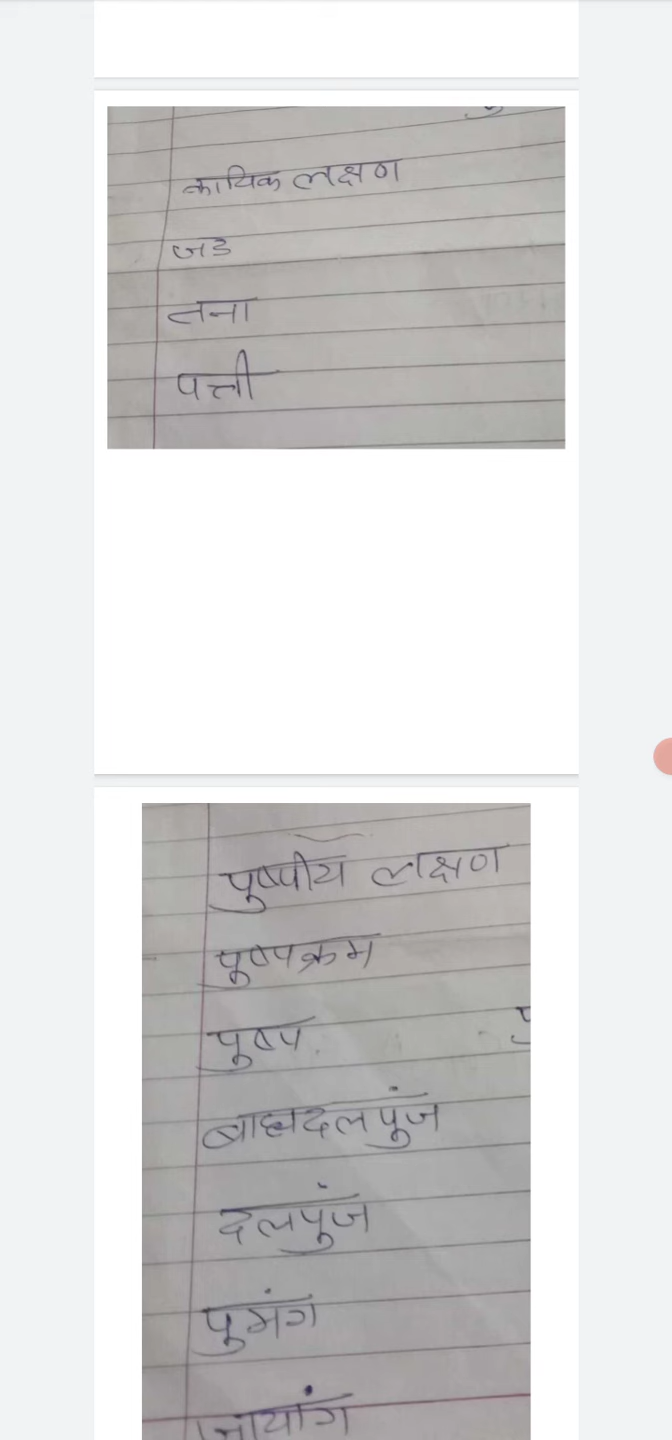 कायिक लक्षण
जड
तना
पत्ती
पुष्पीय लक्षण
पुष्पक्रम
पुष्प
बाह्यदलपुंज
दलपुंज
पुमंग
जायांग